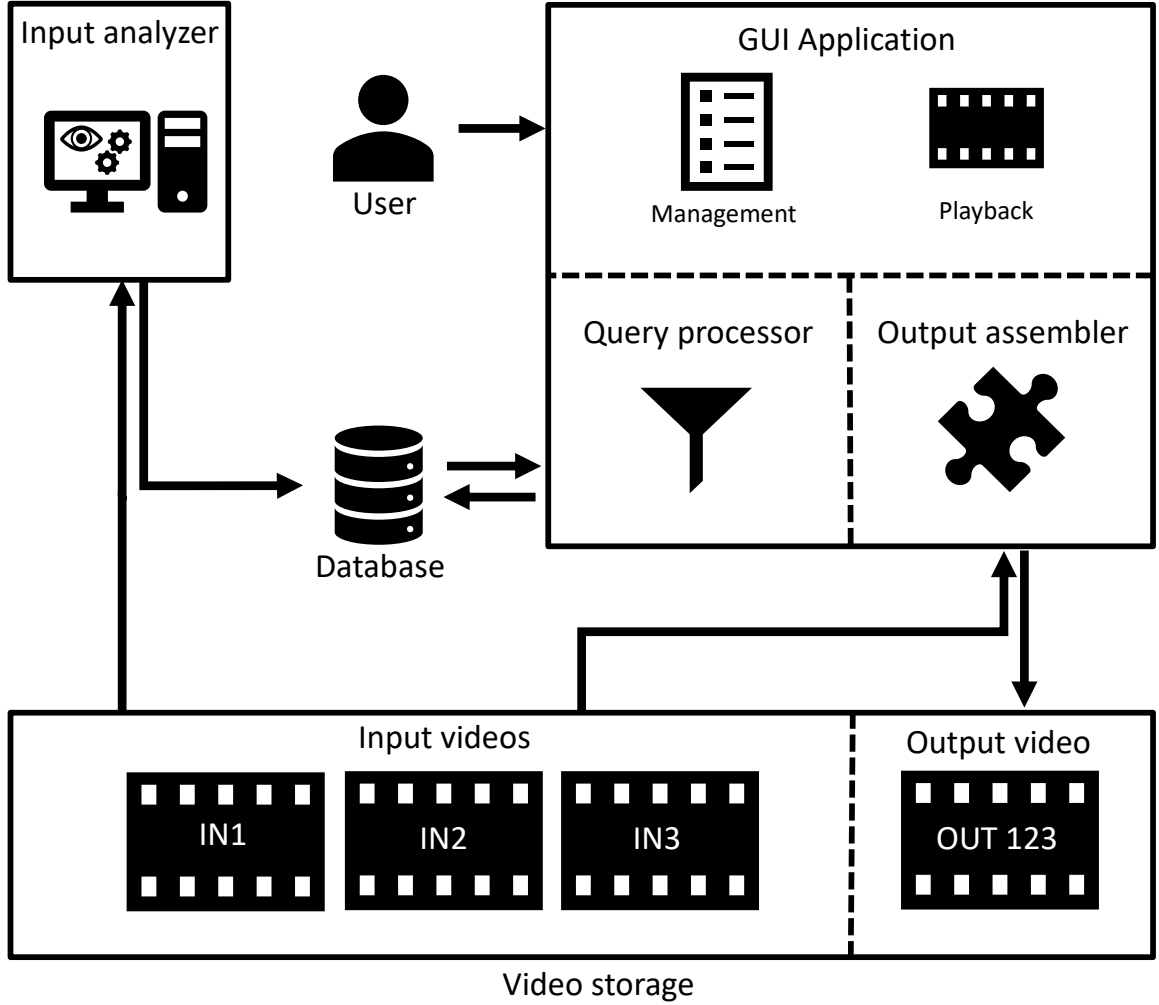 Input analyzer
GUI Application
User
Management
Playback
Query processor
Output assembler
Database
Input videos
Output video
IN1
IN2
IN3
OUT 123
Video storage